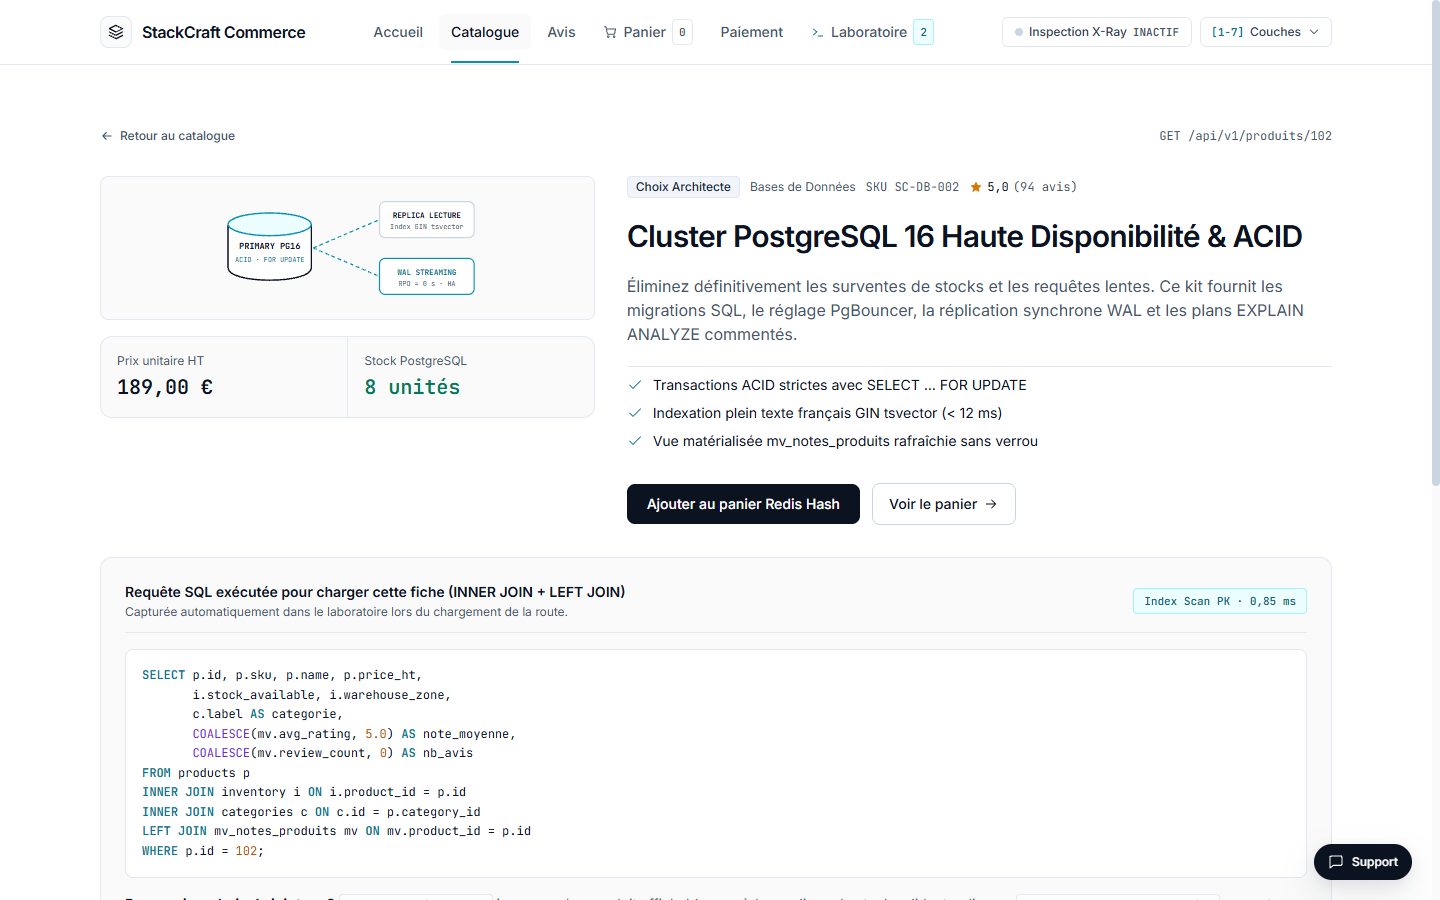 StackCraft Commerce
Accueil
Catalogue
Avis
Panier 0
Paiement
Laboratoire 2
Inspection X-Ray INACTIF
[1-7] Couches
← Retour au catalogue
GET /api/v1/produits/102
PRIMARY PG16
ACID · FOR UPDATE
REPLICA LECTURE
Index GIN tsvector
WAL STREAMING
RPO = 0 s · HA
Prix unitaire HT
189,00 €
Stock PostgreSQL
8 unités
Choix Architecte Bases de Données SKU SC-DB-002 ★ 5,0 (94 avis)
Cluster PostgreSQL 16 Haute Disponibilité & ACID
Éliminez définitivement les surventes de stocks et les requêtes lentes. Ce kit fournit les
migrations SQL, le réglage PgBouncer, la réplication synchrone WAL et les plans EXPLAIN
ANALYZE commentés.
Transactions ACID strictes avec SELECT ... FOR UPDATE
Indexation plein texte français GIN tsvector (< 12 ms)
Vue matérialisée mv_notes_produits rafraîchie sans verrou
Ajouter au panier Redis Hash
Voir le panier →
Requête SQL exécutée pour charger cette fiche (INNER JOIN + LEFT JOIN)
Capturée automatiquement dans le laboratoire lors du chargement de la route.
Index Scan PK · 0,85 ms
SELECT p.id, p.sku, p.name, p.price_ht,
i.stock_available, i.warehouse_zone,
c.label AS categorie,
COALESCE(mv.avg_rating, 5.0) AS note_moyenne,
COALESCE(mv.review_count, 0) AS nb_avis
FROM products p
INNER JOIN inventory i ON i.product_id = p.id
INNER JOIN categories c ON c.id = p.category_id
LEFT JOIN mv_notes_produits mv ON mv.product_id = p.id
WHERE p.id = 102;
Support